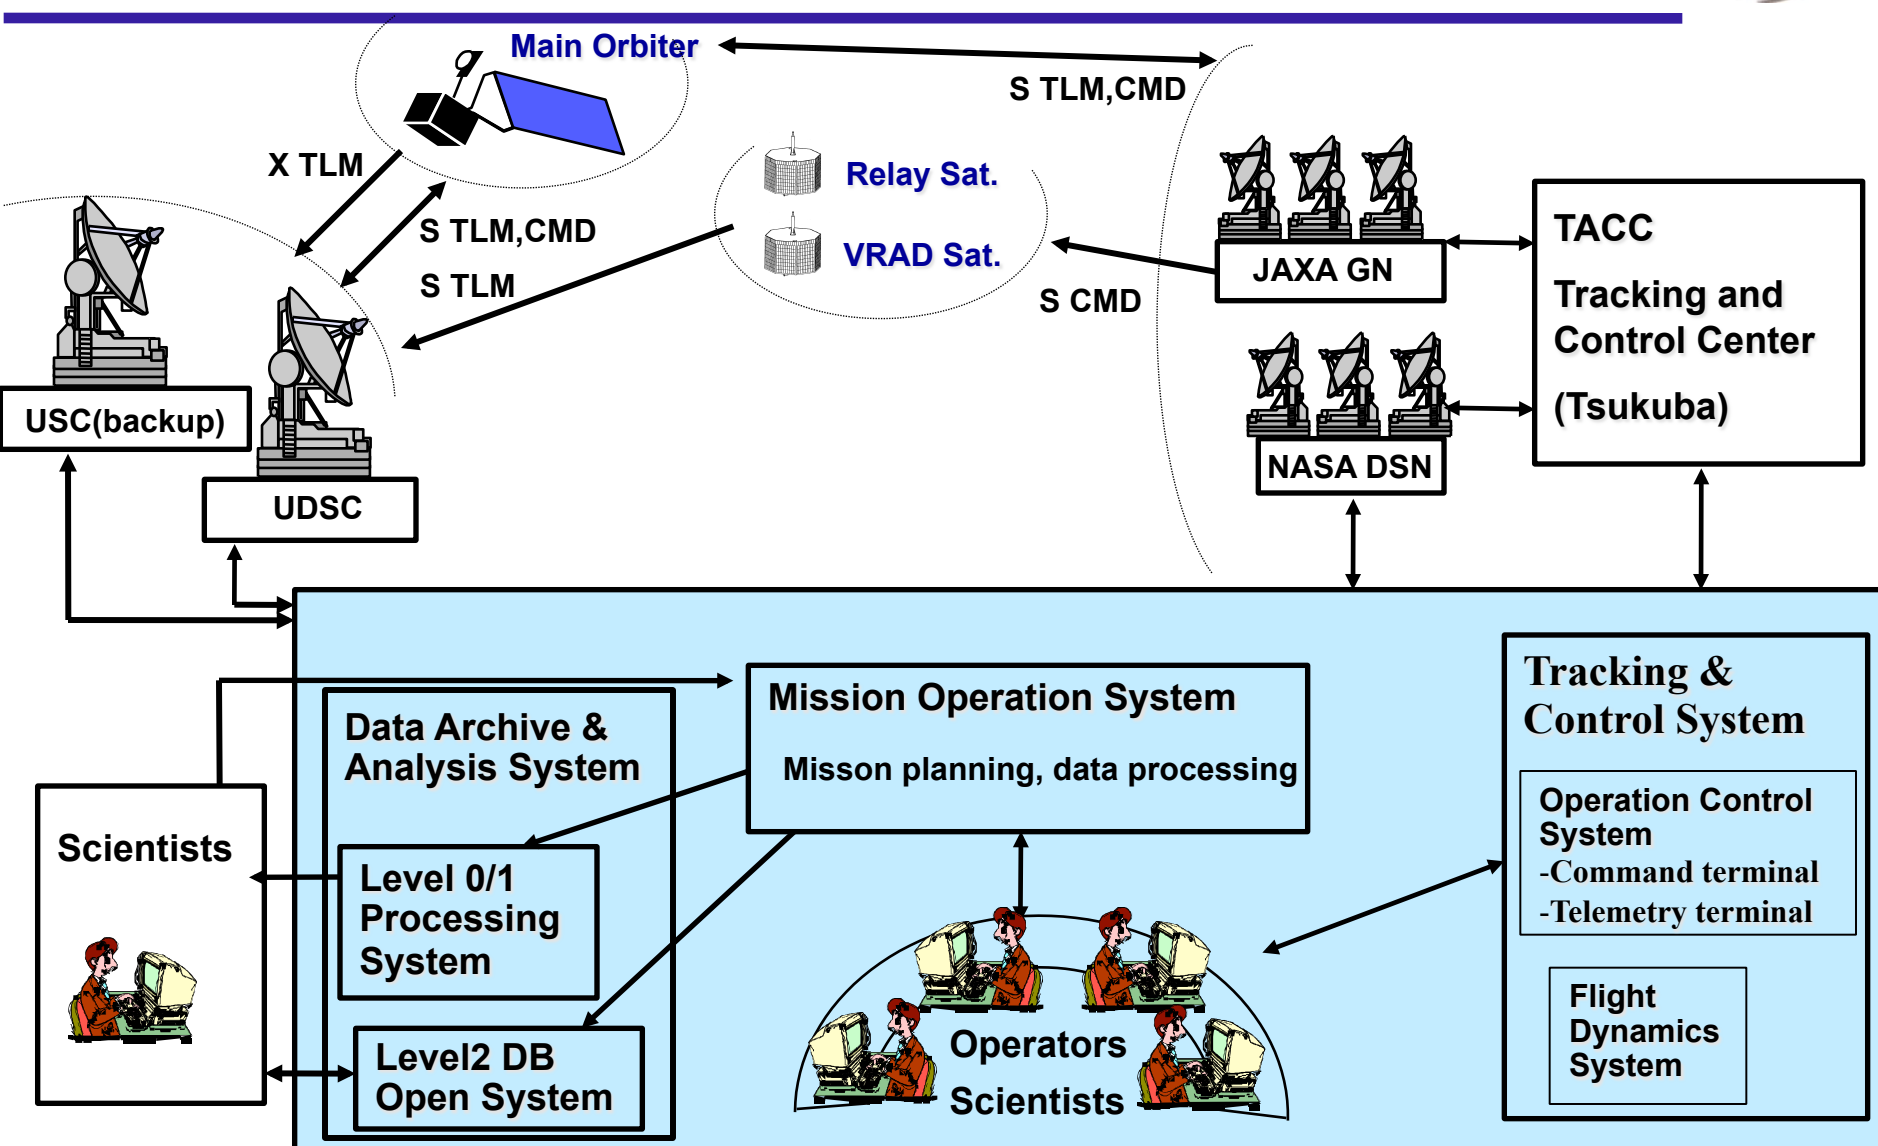 Main Orbiter
S TLM,CMD
X TLM
Relay Sat.
S TLM,CMD
VRAD Sat.
S TLM
S CMD
JAXA GN
TACC
Tracking and
Control Center
(Tsukuba)
USC(backup)
NASA DSN
UDSC
Mission Operation System
Misson planning, data processing
Data Archive &
Analysis System
Tracking &
Control System
Operation Control
System
-Command terminal
-Telemetry terminal
Flight
Dynamics
System
Scientists
Level 0/1
Processing
System
Level2 DB
Open System
Operators
Scientists